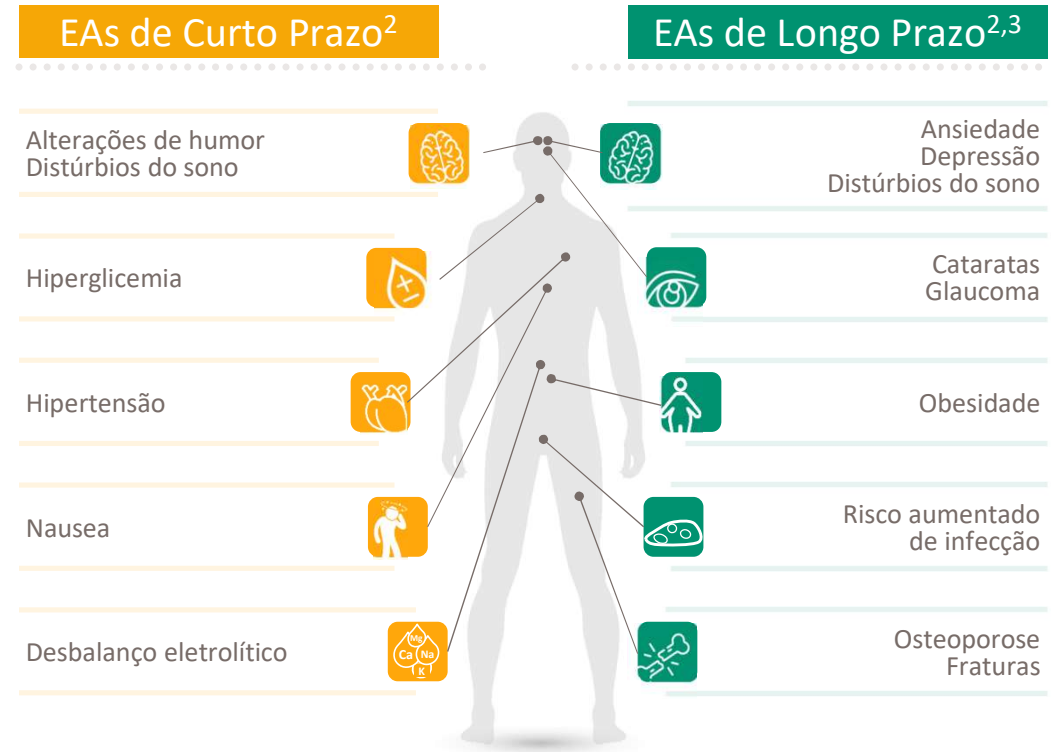 EAs de Curto Prazo²
EAs de Longo Prazo²,³
Alterações de humor
Distúrbios do sono
Hiperglicemia
Hipertensão
Nausea
Desbalanço eletrolítico
Mg
Ca Na
K
Ansiedade
Depressão
Distúrbios do sono
Cataratas
Glaucoma
Obesidade
Risco aumentado
de infecção
Osteoporose
Fraturas